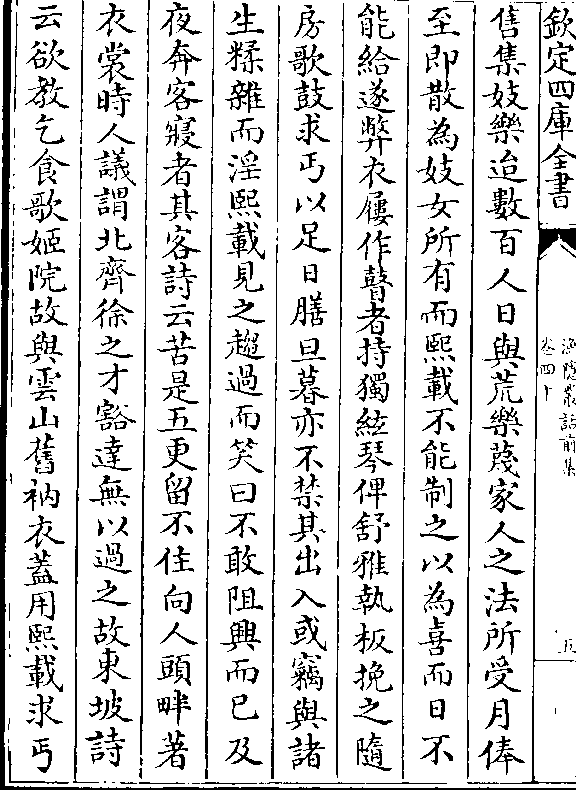 欽定四庫全書
漁隱叢話前集
卷四十
五
售集妓樂迨數百人日與荒樂蔑家人之法所受月俸
至即散為妓女所有而熙載不能制之以為喜而日不
能給遂弊衣屨作瞽者持獨絃琴俾舒雅執板挽之隨
房歌鼓求丐以足日膳旦暮亦不禁其出入或竊與諸
生糅雜而淫熙載見之趨過而笑曰不敢阻興而已及
夜奔客寢者其客詩云苦是五更留不住向人頭畔著
衣裳時人議謂北齊徐之才豁達無以過之故東坡詩
云欲教乞食歌姬院故與雲山舊衲衣蓋用熙載求丐